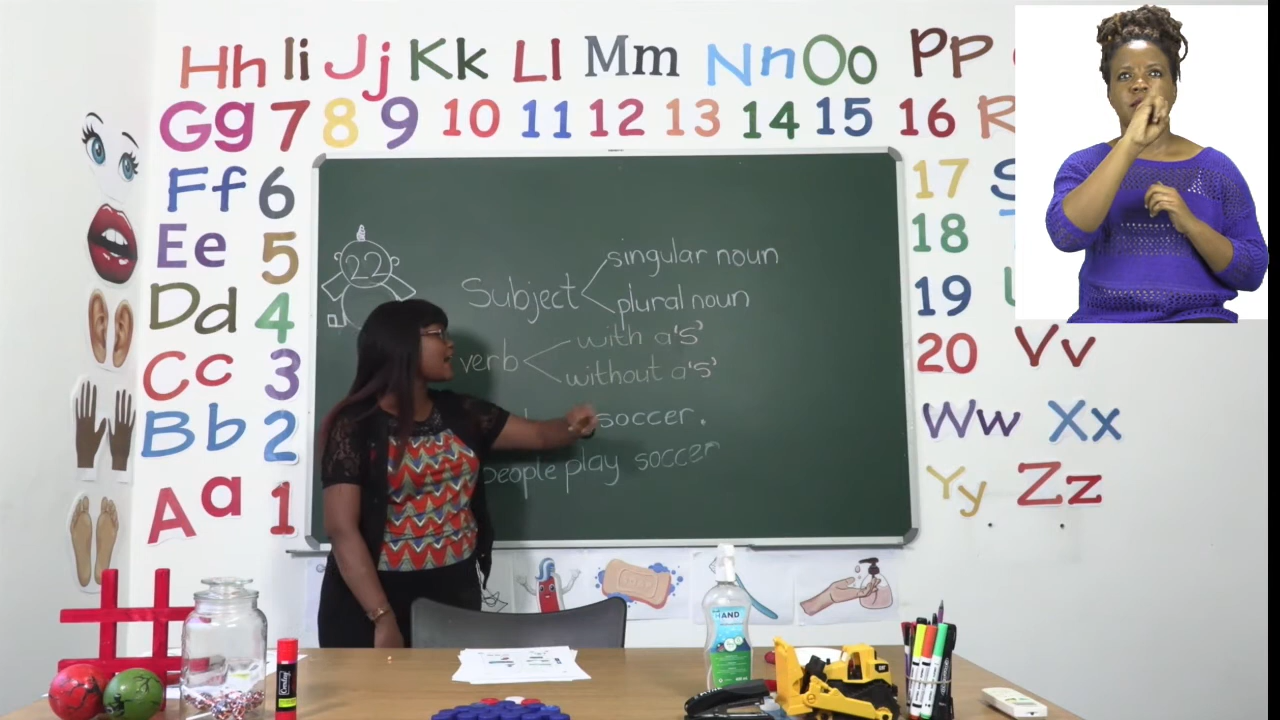 Hh Ii Jj Kk Ll Mm Nn Oo Pp
Gg 7 8 9 10 11 12 13 14 15 16
Ff 6 17
Ee 5 18
Dd 4 19
Cc 3 20 Vv
Bb 2 Ww Xx
Aa 1 Yy Zz
22
Subject
singular noun
plural noun
verb
with a 's'
without a 's'
soccer.
people play soccer
HAND
CAT